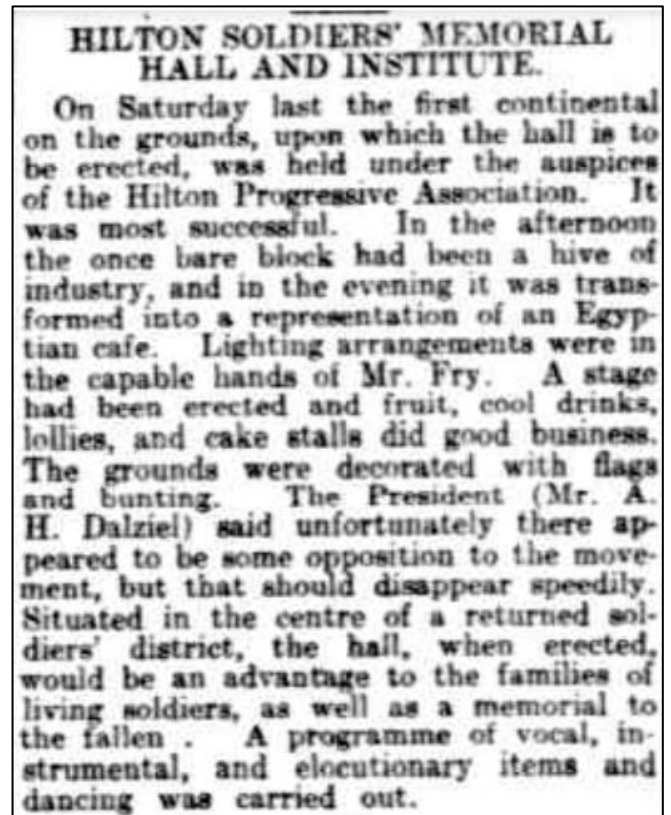 HILTON SOLDIERS' MEMORIAL
HALL AND INSTITUTE.
On Saturday last the first continental
on the grounds, upon which the hall is to
be erected, was held under the auspices
of the Hilton Progressive Association. It
was most successful. In the afternoon
the once bare block had been a hive of
industry, and in the evening it was trans-
formed into a representation of an Egyp-
tian cafe. Lighting arrangements were in
the capable hands of Mr. Fry. A stage
had been erected and fruit, cool drinks,
lollies, and cake stalls did good business.
The grounds were decorated with flags
and bunting. The President (Mr. A.
H. Dalziel) said unfortunately there ap-
peared to be some opposition to the move-
ment, but that should disappear speedily.
Situated in the centre of a returned sol-
diers' district, the hall, when erected,
would be an advantage to the families of
living soldiers, as well as a memorial to
the fallen . A programme of vocal, in-
strumental, and elocutionary items and
dancing was carried out.